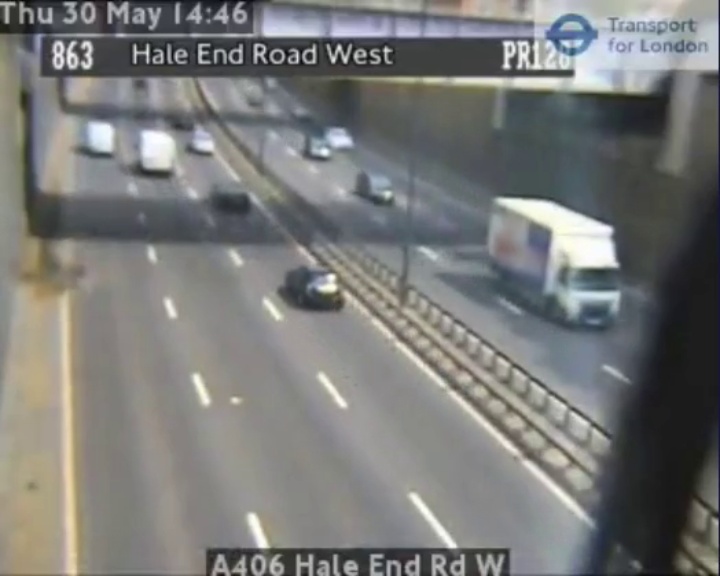 Thu 30 May 14:46
Transport
for London
863 Hale End Road West
A406 Hale End Rd W